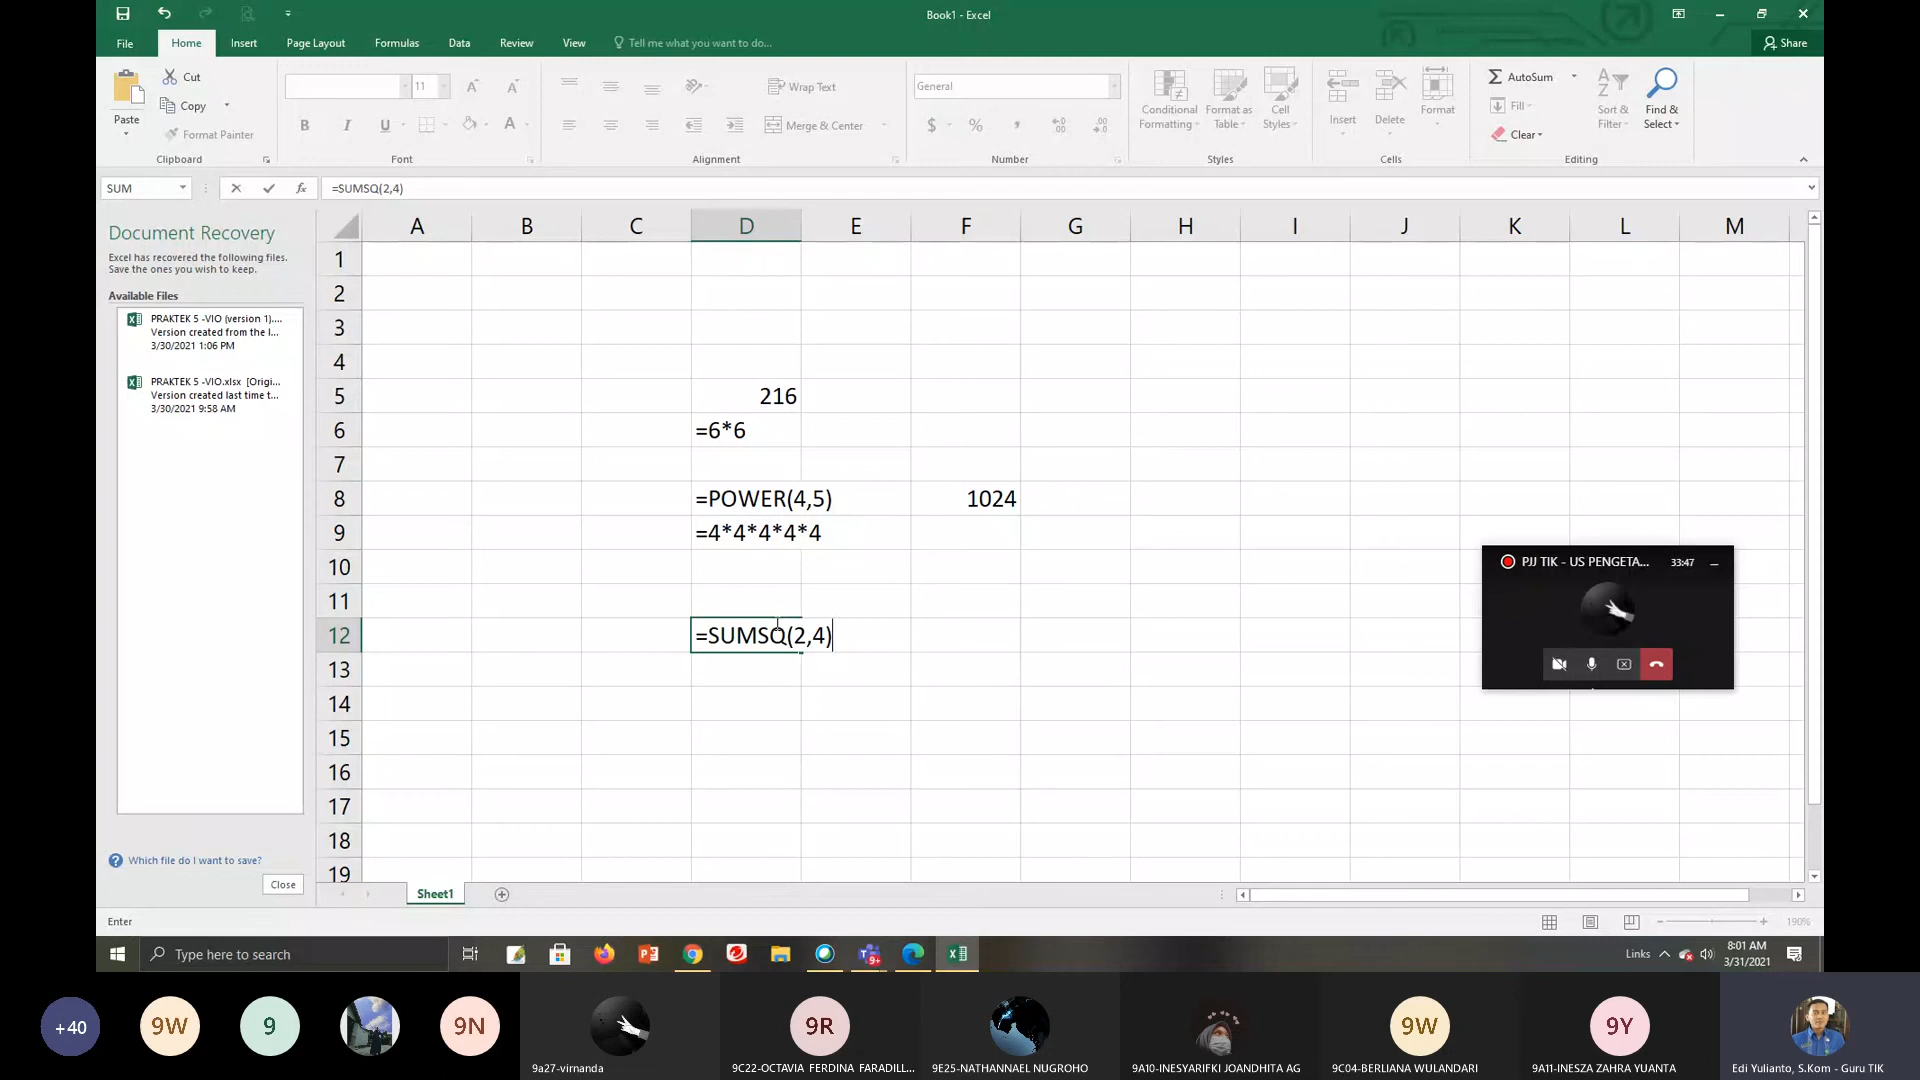 Book1 - Excel
File
Home
Insert
Page Layout
Formulas
Data
Review
View
Tell me what you want to do...
Share
Paste
Cut
Copy
Format Painter
Clipboard
11
B I U
Font
Wrap Text
Merge & Center
Alignment
General
$ %
Number
Conditional Formatting
Format as Table
Cell Styles
Styles
Insert
Delete
Format
Cells
AutoSum
Fill
Clear
Sort & Filter
Find & Select
Editing
SUM
fx
=SUMSQ(2,4)
Document Recovery
Excel has recovered the following files.
Save the ones you wish to keep.
Available Files
PRAKTEK 5 -VIO (version 1)....
Version created from the l...
3/30/2021 1:06 PM
PRAKTEK 5 -VIO.xlsx [Origi...
Version created last time t...
3/30/2021 9:58 AM
Which file do I want to save?
Close
A B C D E F G H I J K L M
1
2
3
4
5 216
6 =6*6
7
8 =POWER(4,5) 1024
9 =4*4*4*4*4
10
11
12 =SUMSQ(2,4)
13
14
15
16
17
18
19
PJJ TIK - US PENGETA... 33:47
Sheet1
Enter
190%
Type here to search
9+
Links
8:01 AM
3/31/2021
+40
9W
9
9N
9a27-virnanda
9R
9C22-OCTAVIA FERDINA FARADILL...
9E25-NATHANNAEL NUGROHO
9A10-INESYARIFKI JOANDHITA AG
9W
9C04-BERLIANA WULANDARI
9Y
9A11-INESZA ZAHRA YUANTA
Edi Yulianto, S.Kom - Guru TIK